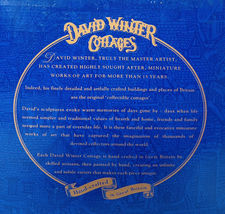 DAVID WINTER
COTTAGES
DAVID WINTER, TRULY THE MASTER ARTIST,
HAS CREATED HIGHLY SOUGHT AFTER, MINIATURE
WORKS OF ART FOR MORE THAN 15 YEARS.
Indeed, his finely detailed and artfully crafted buildings and places of Britain
are the original 'collectible cottages'.
David's sculptures evoke warm memories of days gone by - days when life
seemed simpler and traditional values of hearth and home, friends and family
were more a part of everyday life. It is these fanciful and evocative miniature
works of art that have captured the imagination of thousands of
devoted collectors around the world.
Each David Winter Cottage is hand crafted in Great Britain by
skilled artisans, then painted by hand, creating an infinite
and subtle variety that makes each piece unique.
Hand-crafted
in Great Britain